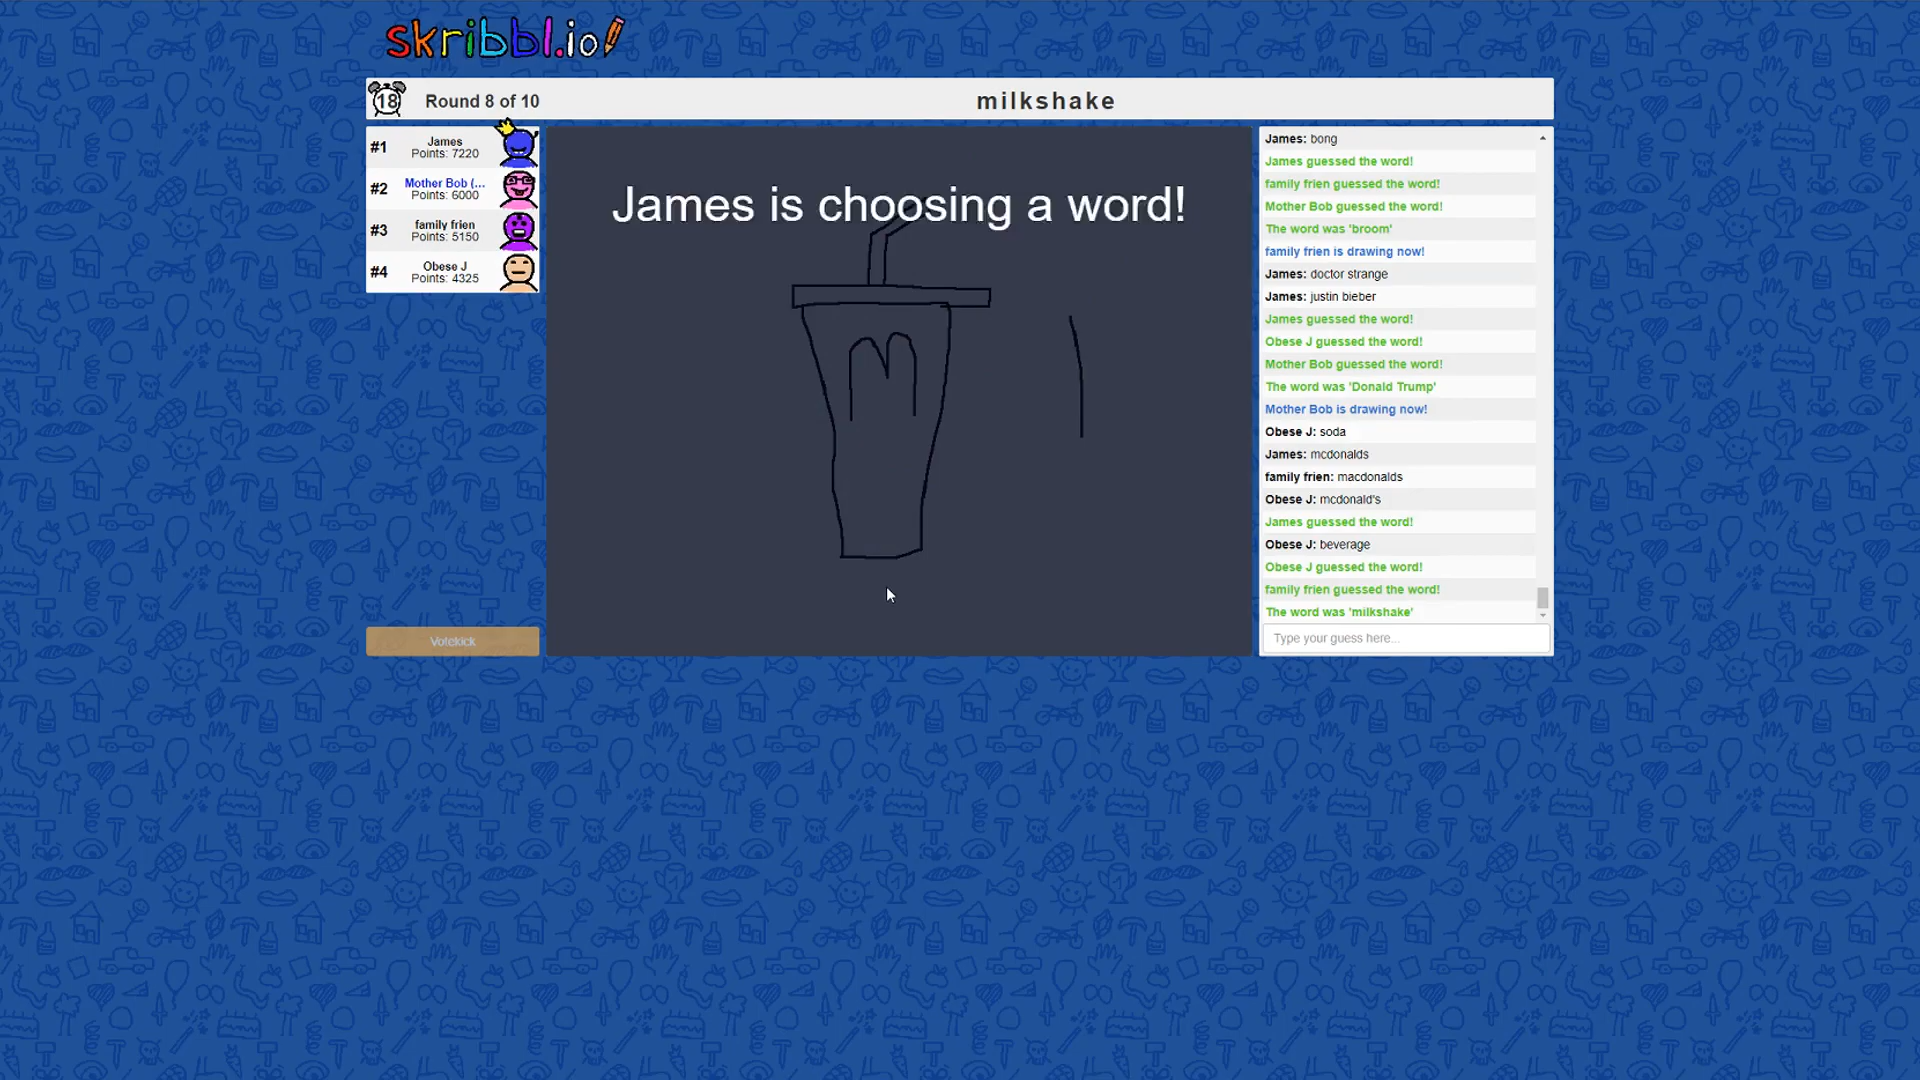 skribbl.io
18
Round 8 of 10
milkshake
#1
James
Points: 7220
#2
Mother Bob (...
Points: 6000
#3
family frien
Points: 5150
#4
Obese J
Points: 4325
Votekick
James is choosing a word!
James: bong
James guessed the word!
family frien guessed the word!
Mother Bob guessed the word!
The word was 'broom'
family frien is drawing now!
James: doctor strange
James: justin bieber
James guessed the word!
Obese J guessed the word!
Mother Bob guessed the word!
The word was 'Donald Trump'
Mother Bob is drawing now!
Obese J: soda
James: mcdonalds
family frien: macdonalds
Obese J: mcdonald's
James guessed the word!
Obese J: beverage
Obese J guessed the word!
family frien guessed the word!
The word was 'milkshake'
Type your guess here...